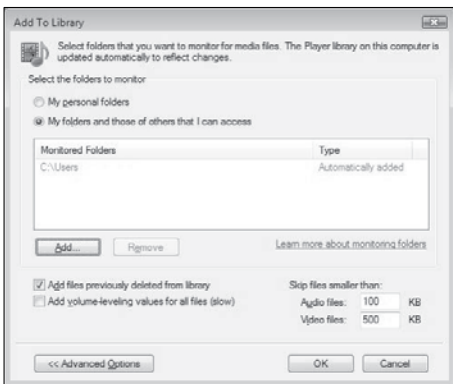 Add To Library
Select folders that you want to monitor for media files. The Player library on this computer is
updated automatically to reflect changes.
Select the folders to monitor
My personal folders
My folders and those of others that I can access
Monitored Folders Type
C:\Users Automatically added
Add... Remove Learn more about monitoring folders
Add files previously deleted from library Skip files smaller than:
Add volume-leveling values for all files (slow) Audio files: 100 KB
Video files: 500 KB
<< Advanced Options OK Cancel